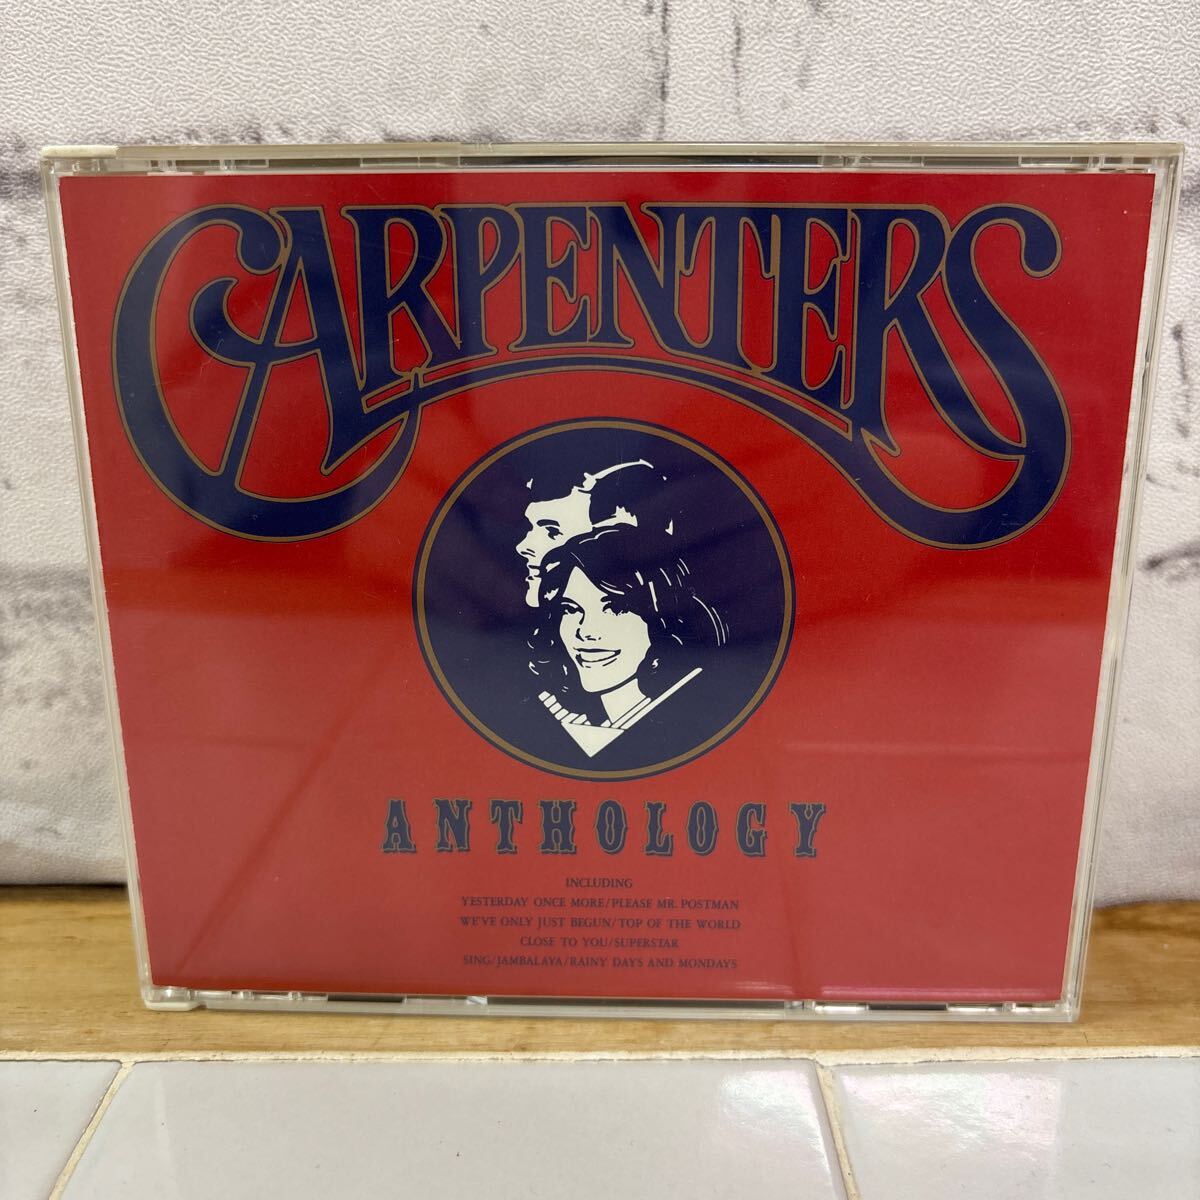 CARPENTERS
ANTHOLOGY
INCLUDING
YESTERDAY ONCE MORE/PLEASE MR. POSTMAN
WE'VE ONLY JUST BEGUN/TOP OF THE WORLD
CLOSE TO YOU/SUPERSTAR
SING/JAMBALAYA/RAINY DAYS AND MONDAYS